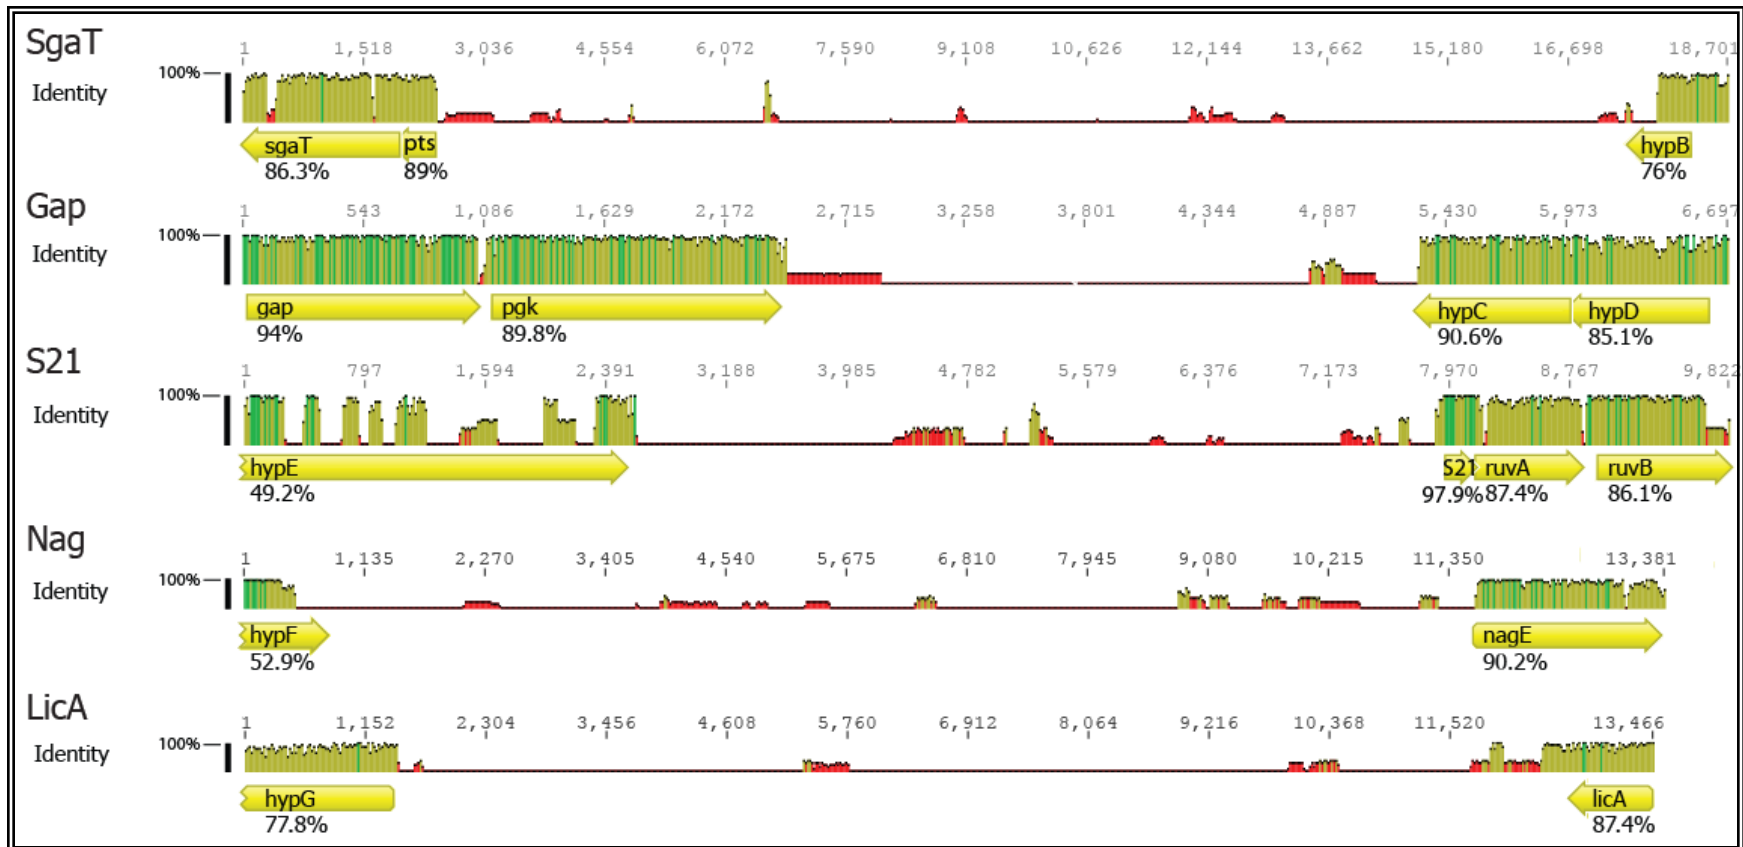 SgaT
1 1,518 3,036 4,554 6,072 7,590 9,108 10,626 12,144 13,662 15,180 16,698 18,701
100%
Identity
sgaT pts hypB
86.3% 89% 76%
Gap
1 543 1,086 1,629 2,172 2,715 3,258 3,801 4,344 4,887 5,430 5,973 6,697
100%
Identity
gap pgk hypC hypD
94% 89.8% 90.6% 85.1%
S21
1 797 1,594 2,391 3,188 3,985 4,782 5,579 6,376 7,173 7,970 8,767 9,822
100%
Identity
hypE S21 ruvA ruvB
49.2% 97.9% 87.4% 86.1%
Nag
1 1,135 2,270 3,405 4,540 5,675 6,810 7,945 9,080 10,215 11,350 13,381
100%
Identity
hypF nagE
52.9% 90.2%
LicA
1 1,152 2,304 3,456 4,608 5,760 6,912 8,064 9,216 10,368 11,520 13,466
100%
Identity
hypG licA
77.8% 87.4%